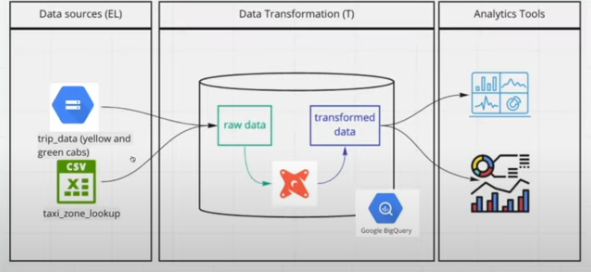 Data sources (EL)
Data Transformation (T)
Analytics Tools
trip_data (yellow and
green cabs)
CSV
taxi_zone_lookup
raw data
transformed
data
Google BigQuery